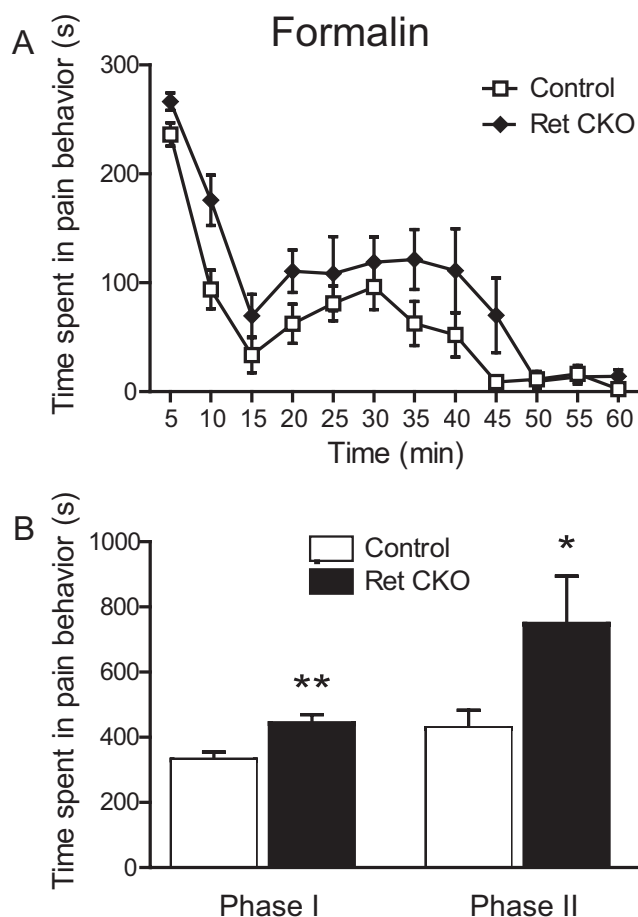 A
Formalin
Time spent in pain behavior (s)
300
200
100
0
Control
Ret CKO
5 10 15 20 25 30 35 40 45 50 55 60
Time (min)
B
Time spent in pain behavior (s)
1000
800
600
400
200
0
Control
Ret CKO
**
*
Phase I Phase II